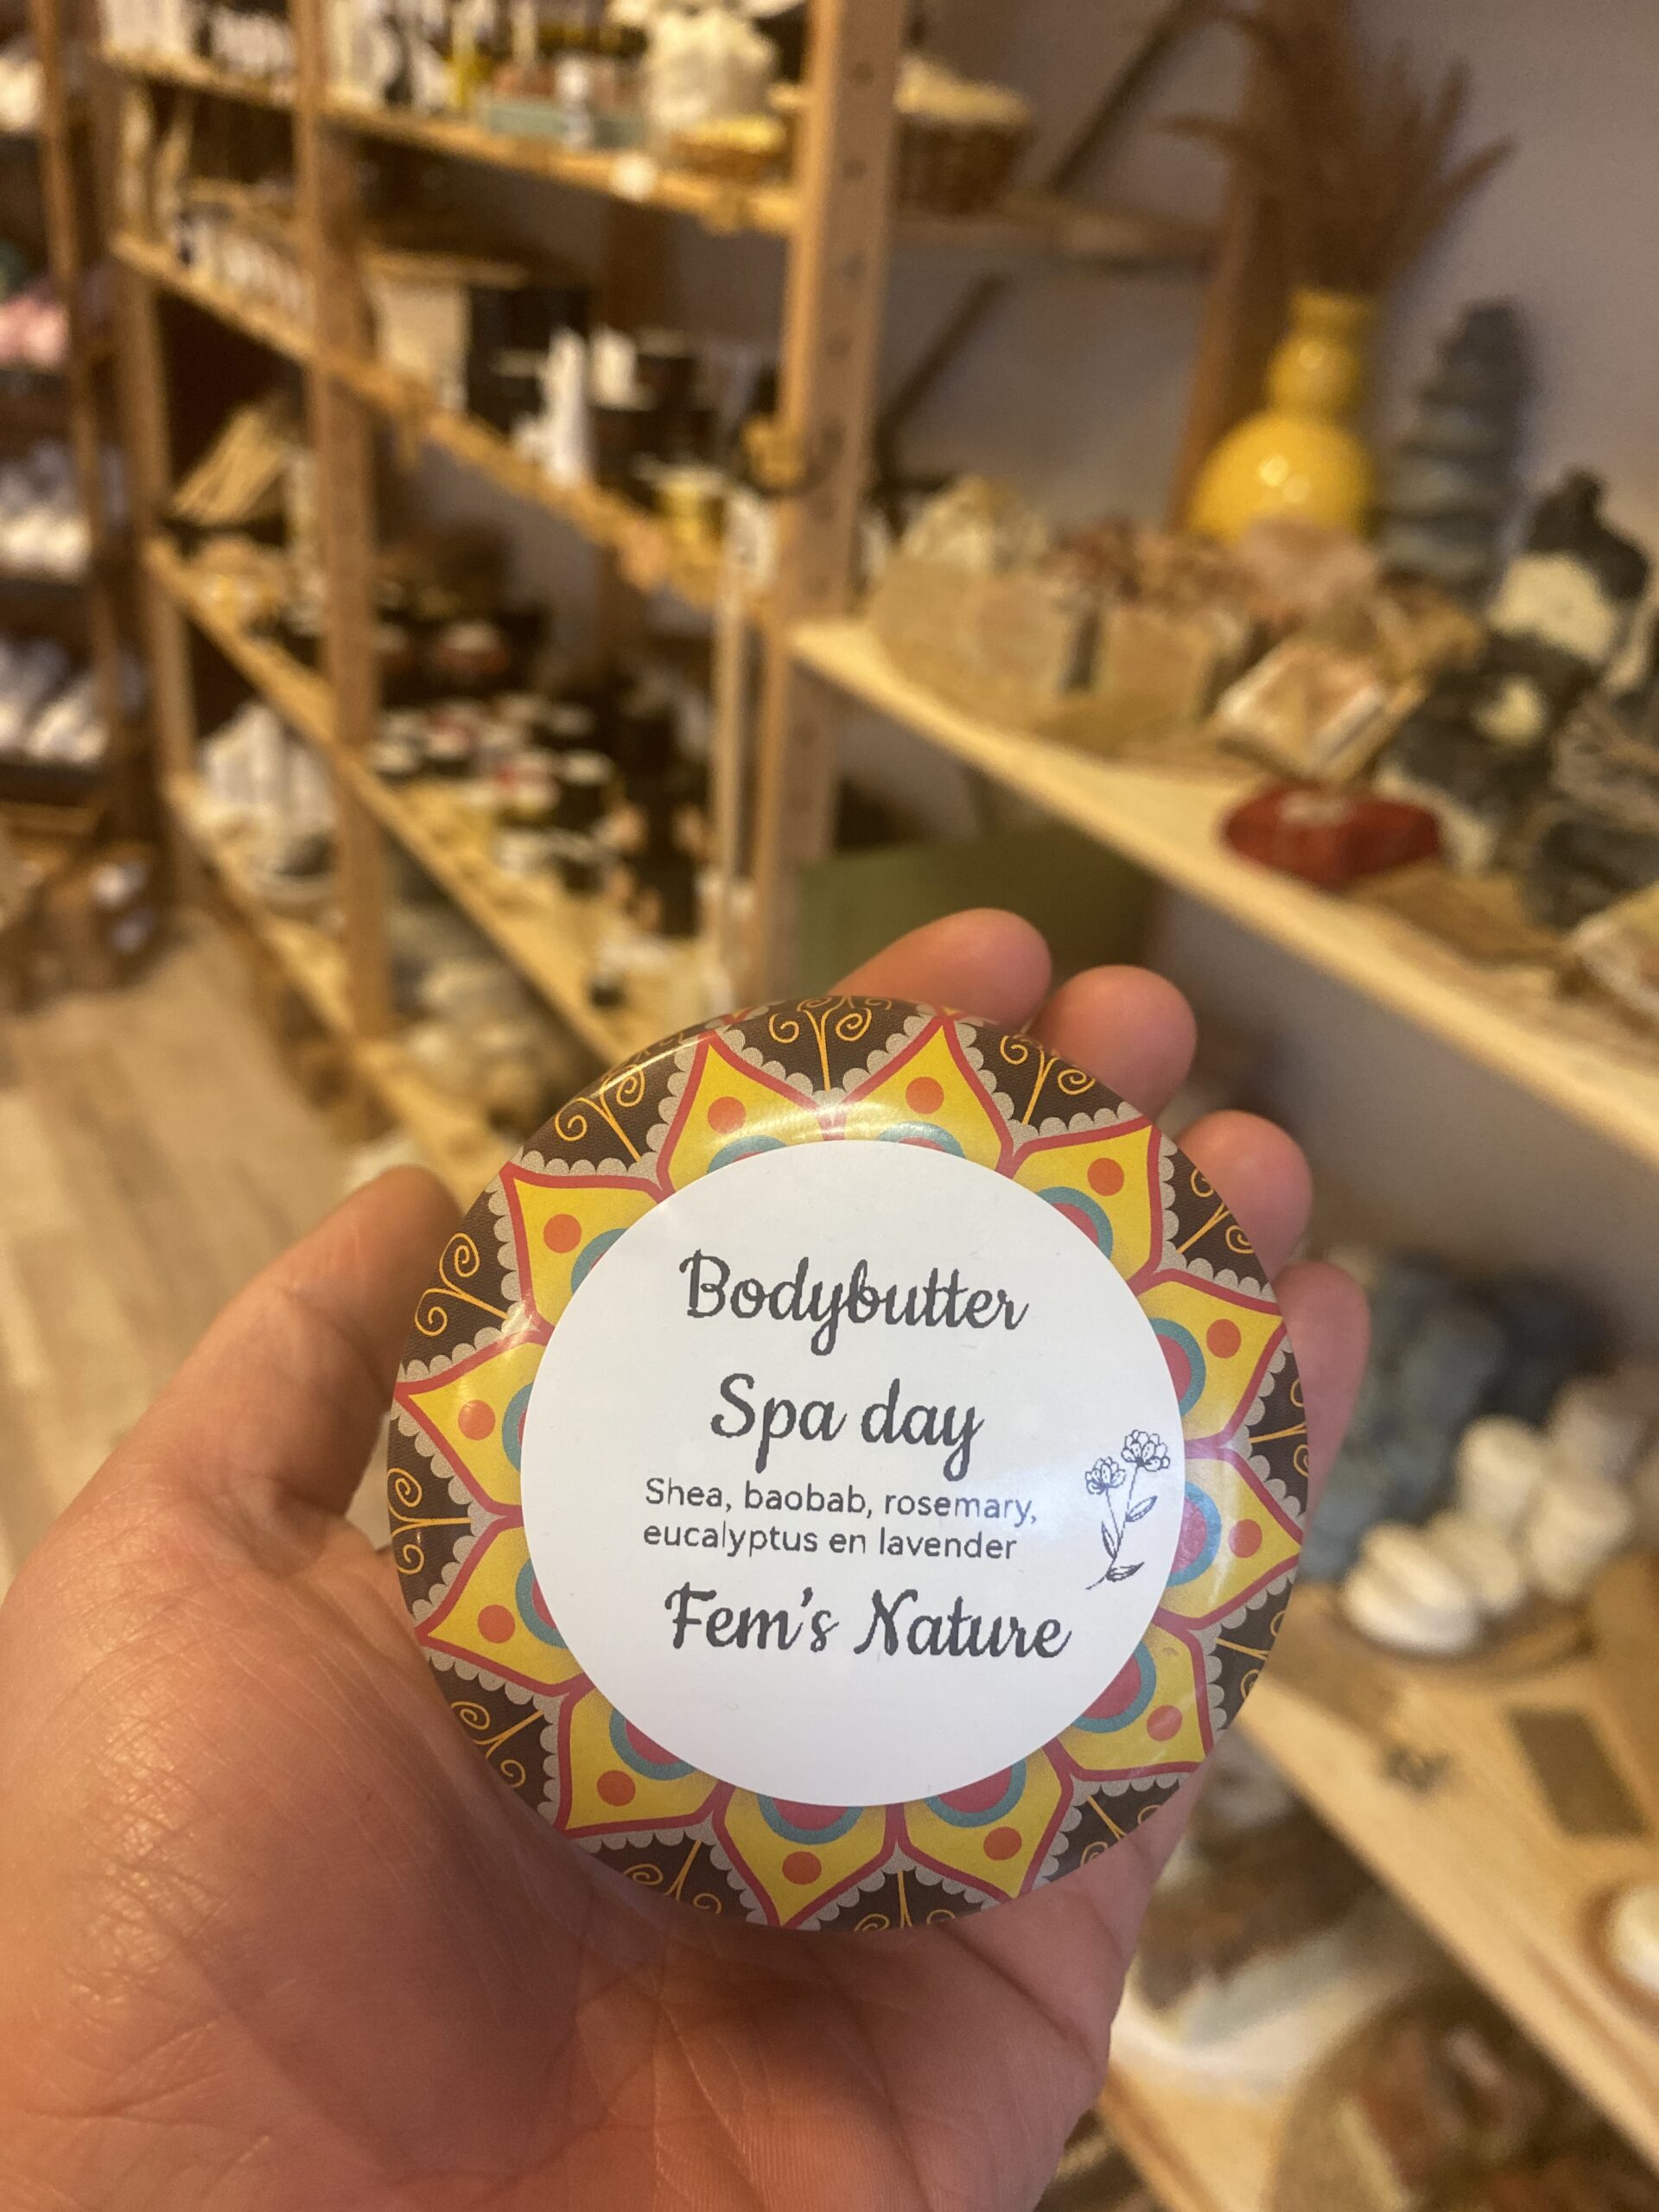 Bodybutter
Spa day
Shea, baobab, rosemary,
eucalyptus en lavender
Fem's Nature